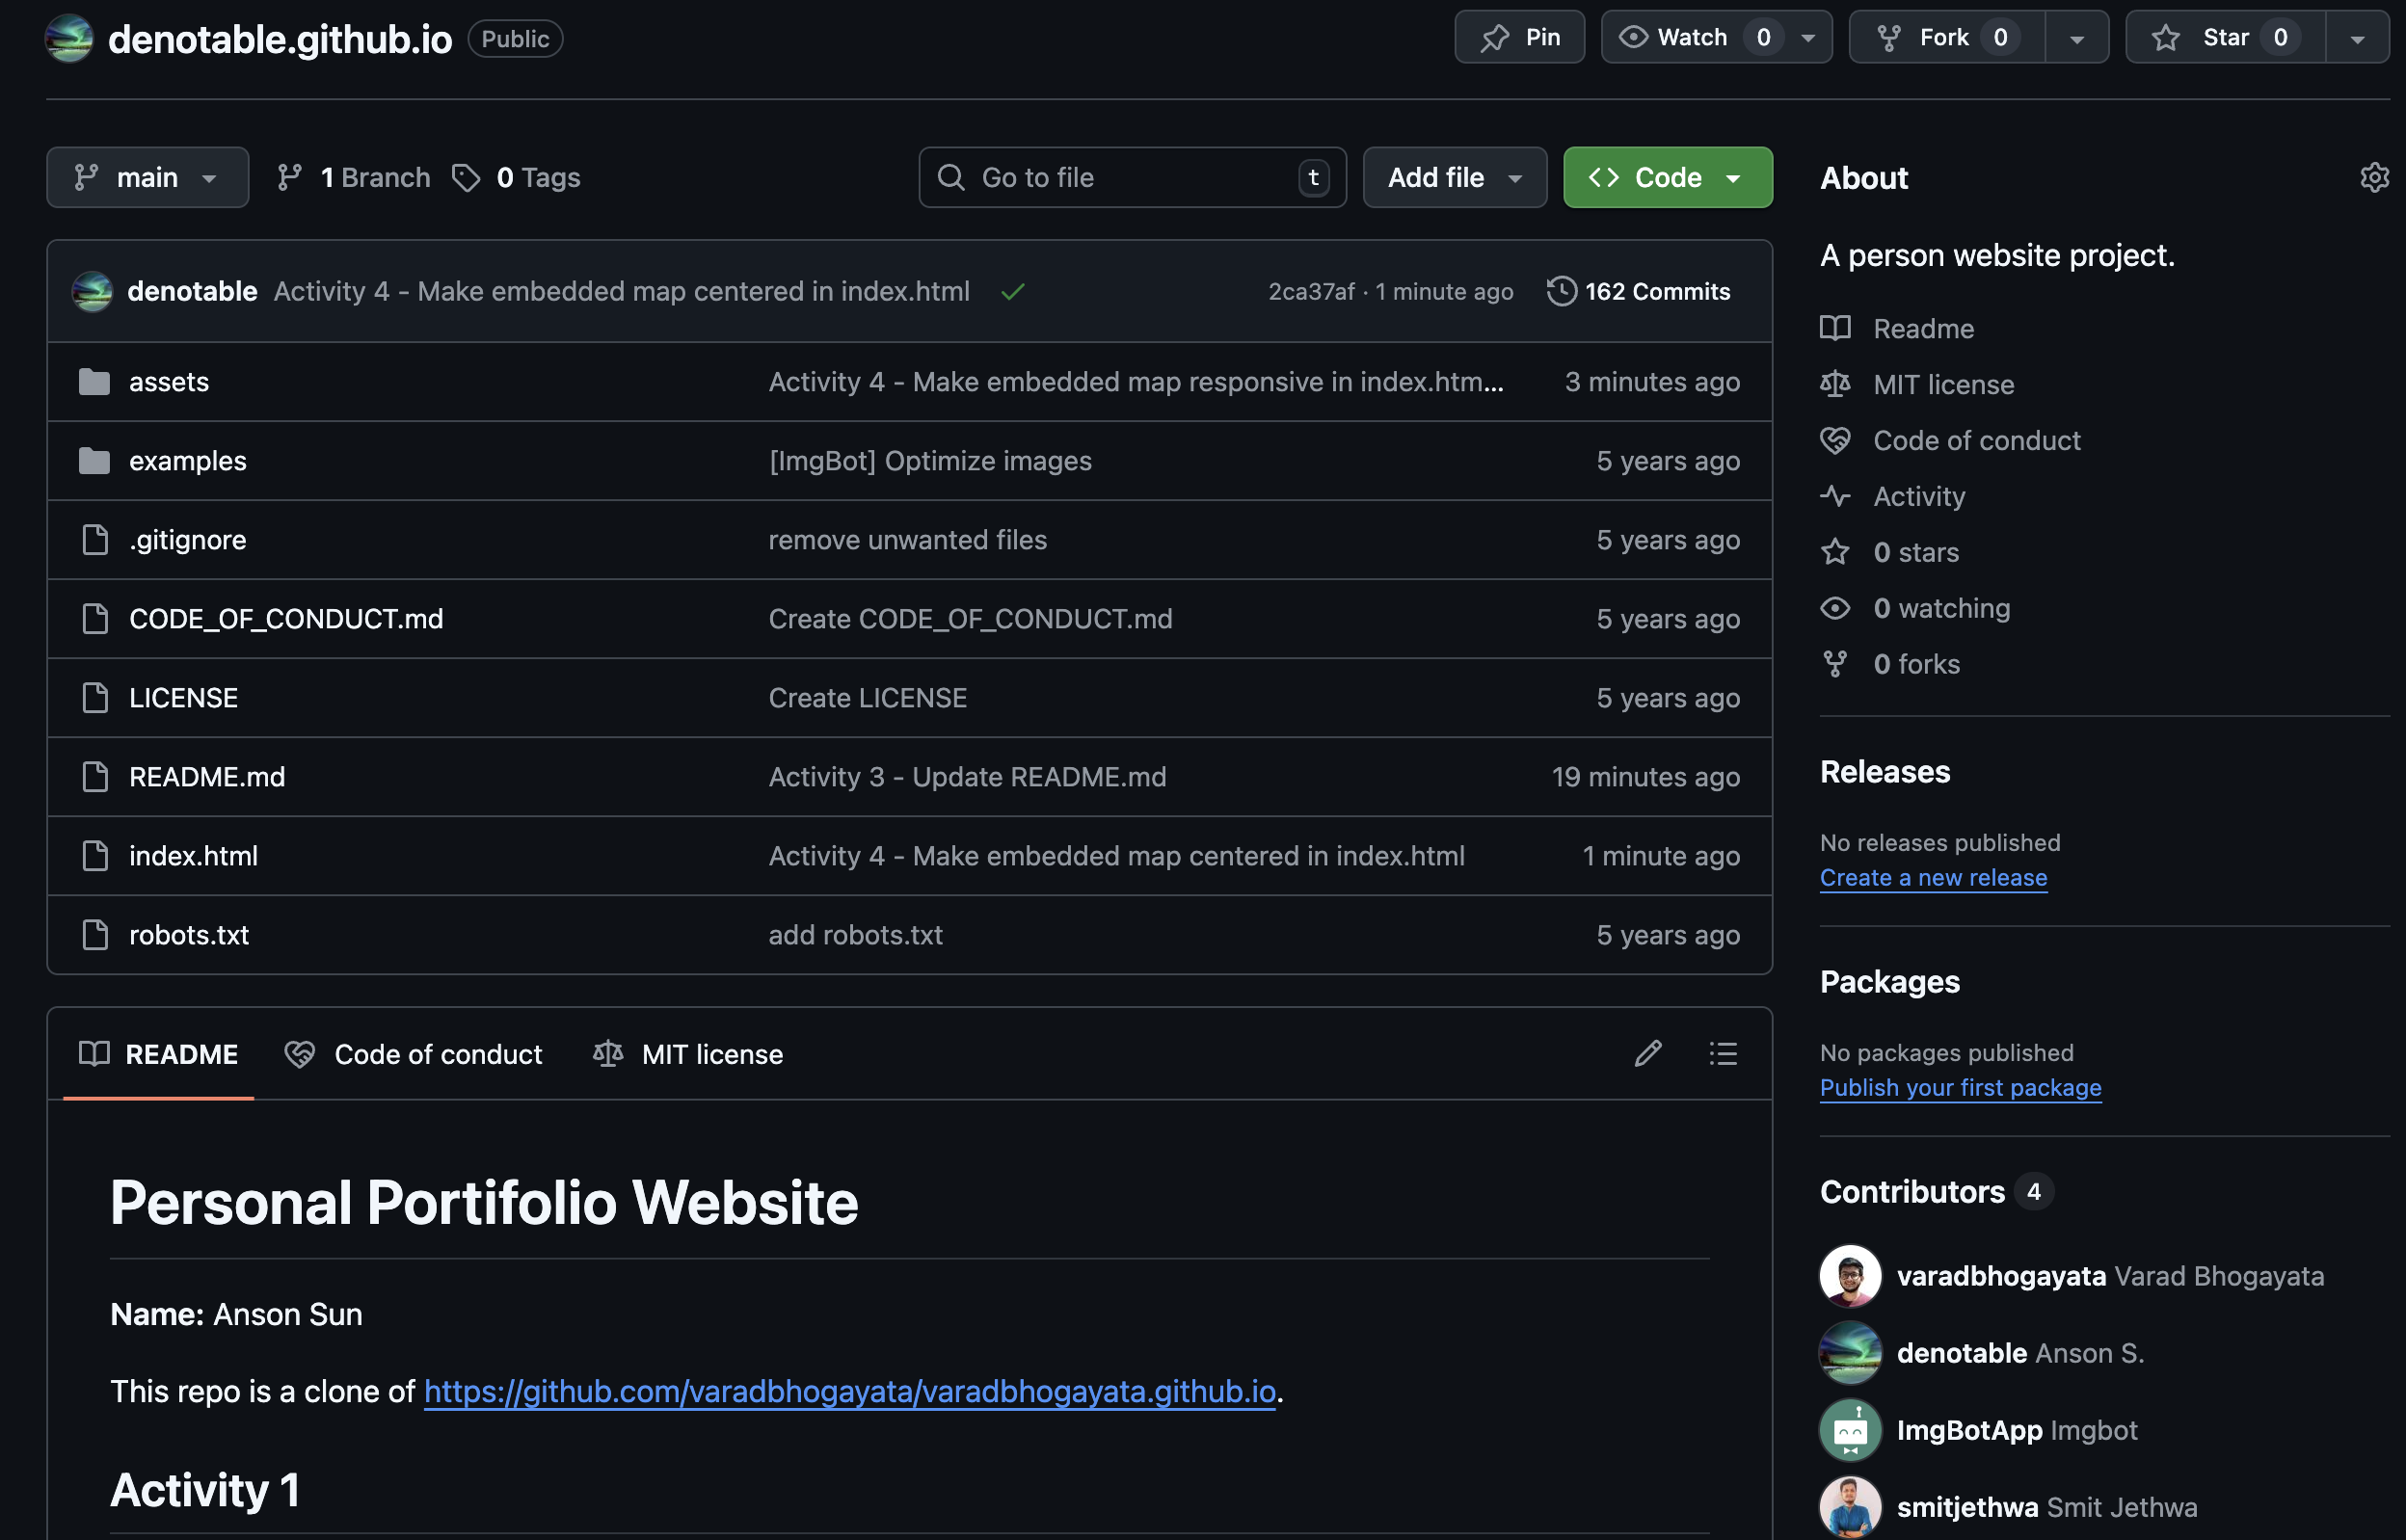 denotable.github.io Public
Pin
Watch 0
Fork 0
Star 0
main
1 Branch
0 Tags
Go to file
t
Add file
Code
denotable Activity 4 - Make embedded map centered in index.html
2ca37af · 1 minute ago
162 Commits
assets Activity 4 - Make embedded map responsive in index.htm... 3 minutes ago
examples [ImgBot] Optimize images 5 years ago
.gitignore remove unwanted files 5 years ago
CODE_OF_CONDUCT.md Create CODE_OF_CONDUCT.md 5 years ago
LICENSE Create LICENSE 5 years ago
README.md Activity 3 - Update README.md 19 minutes ago
index.html Activity 4 - Make embedded map centered in index.html 1 minute ago
robots.txt add robots.txt 5 years ago
README
Code of conduct
MIT license
Personal Portifolio Website
Name: Anson Sun
This repo is a clone of https://github.com/varadbhogayata/varadbhogayata.github.io.
Activity 1
About
A person website project.
Readme
MIT license
Code of conduct
Activity
0 stars
0 watching
0 forks
Releases
No releases published
Create a new release
Packages
No packages published
Publish your first package
Contributors 4
varadbhogayata Varad Bhogayata
denotable Anson S.
ImgBotApp Imgbot
smitjethwa Smit Jethwa